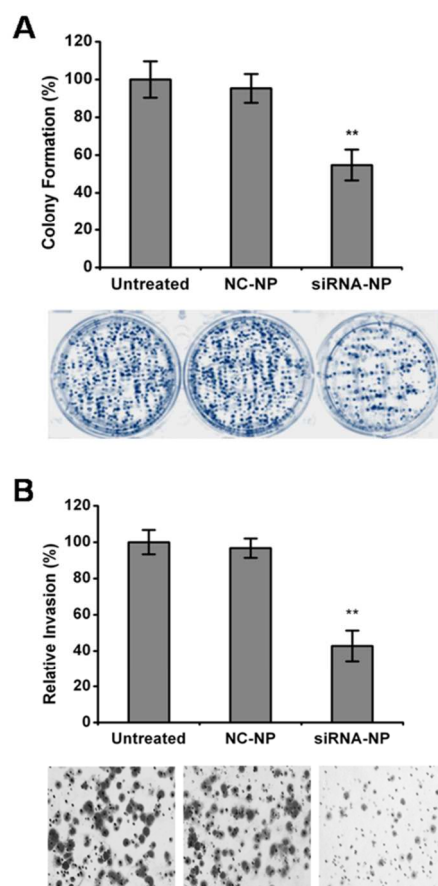 A
120
100
80
60
40
20
0
Colony Formation (%)
**
Untreated NC-NP siRNA-NP
B
120
100
80
60
40
20
0
Relative Invasion (%)
**
Untreated NC-NP siRNA-NP